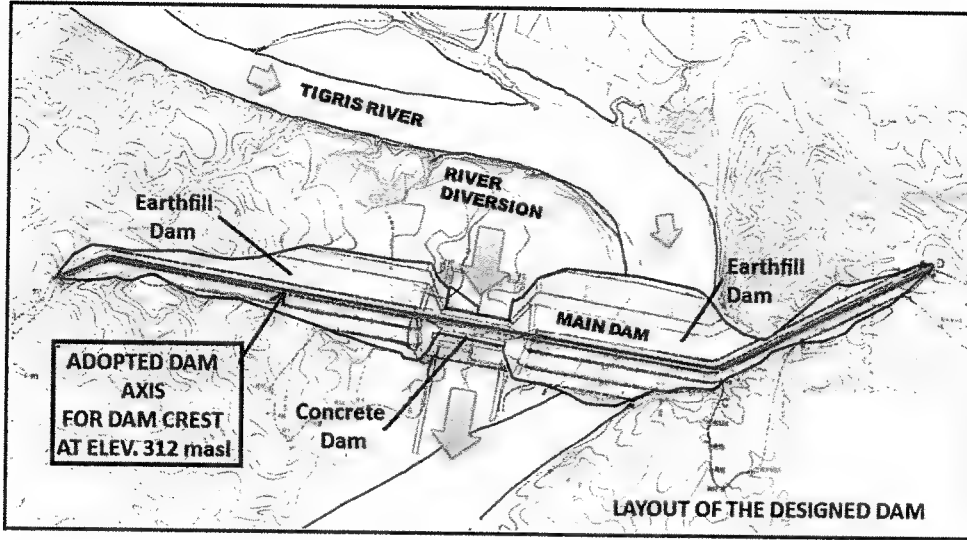 TIGRIS RIVER
RIVER
DIVERSION
Earthfill
Dam
Earthfill
Dam
MAIN DAM
ADOPTED DAM
AXIS
FOR DAM CREST
AT ELEV. 312 masl
Concrete
Dam
LAYOUT OF THE DESIGNED DAM